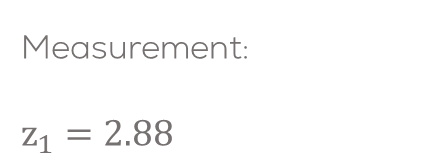 Measurement:
z₁ = 2.88